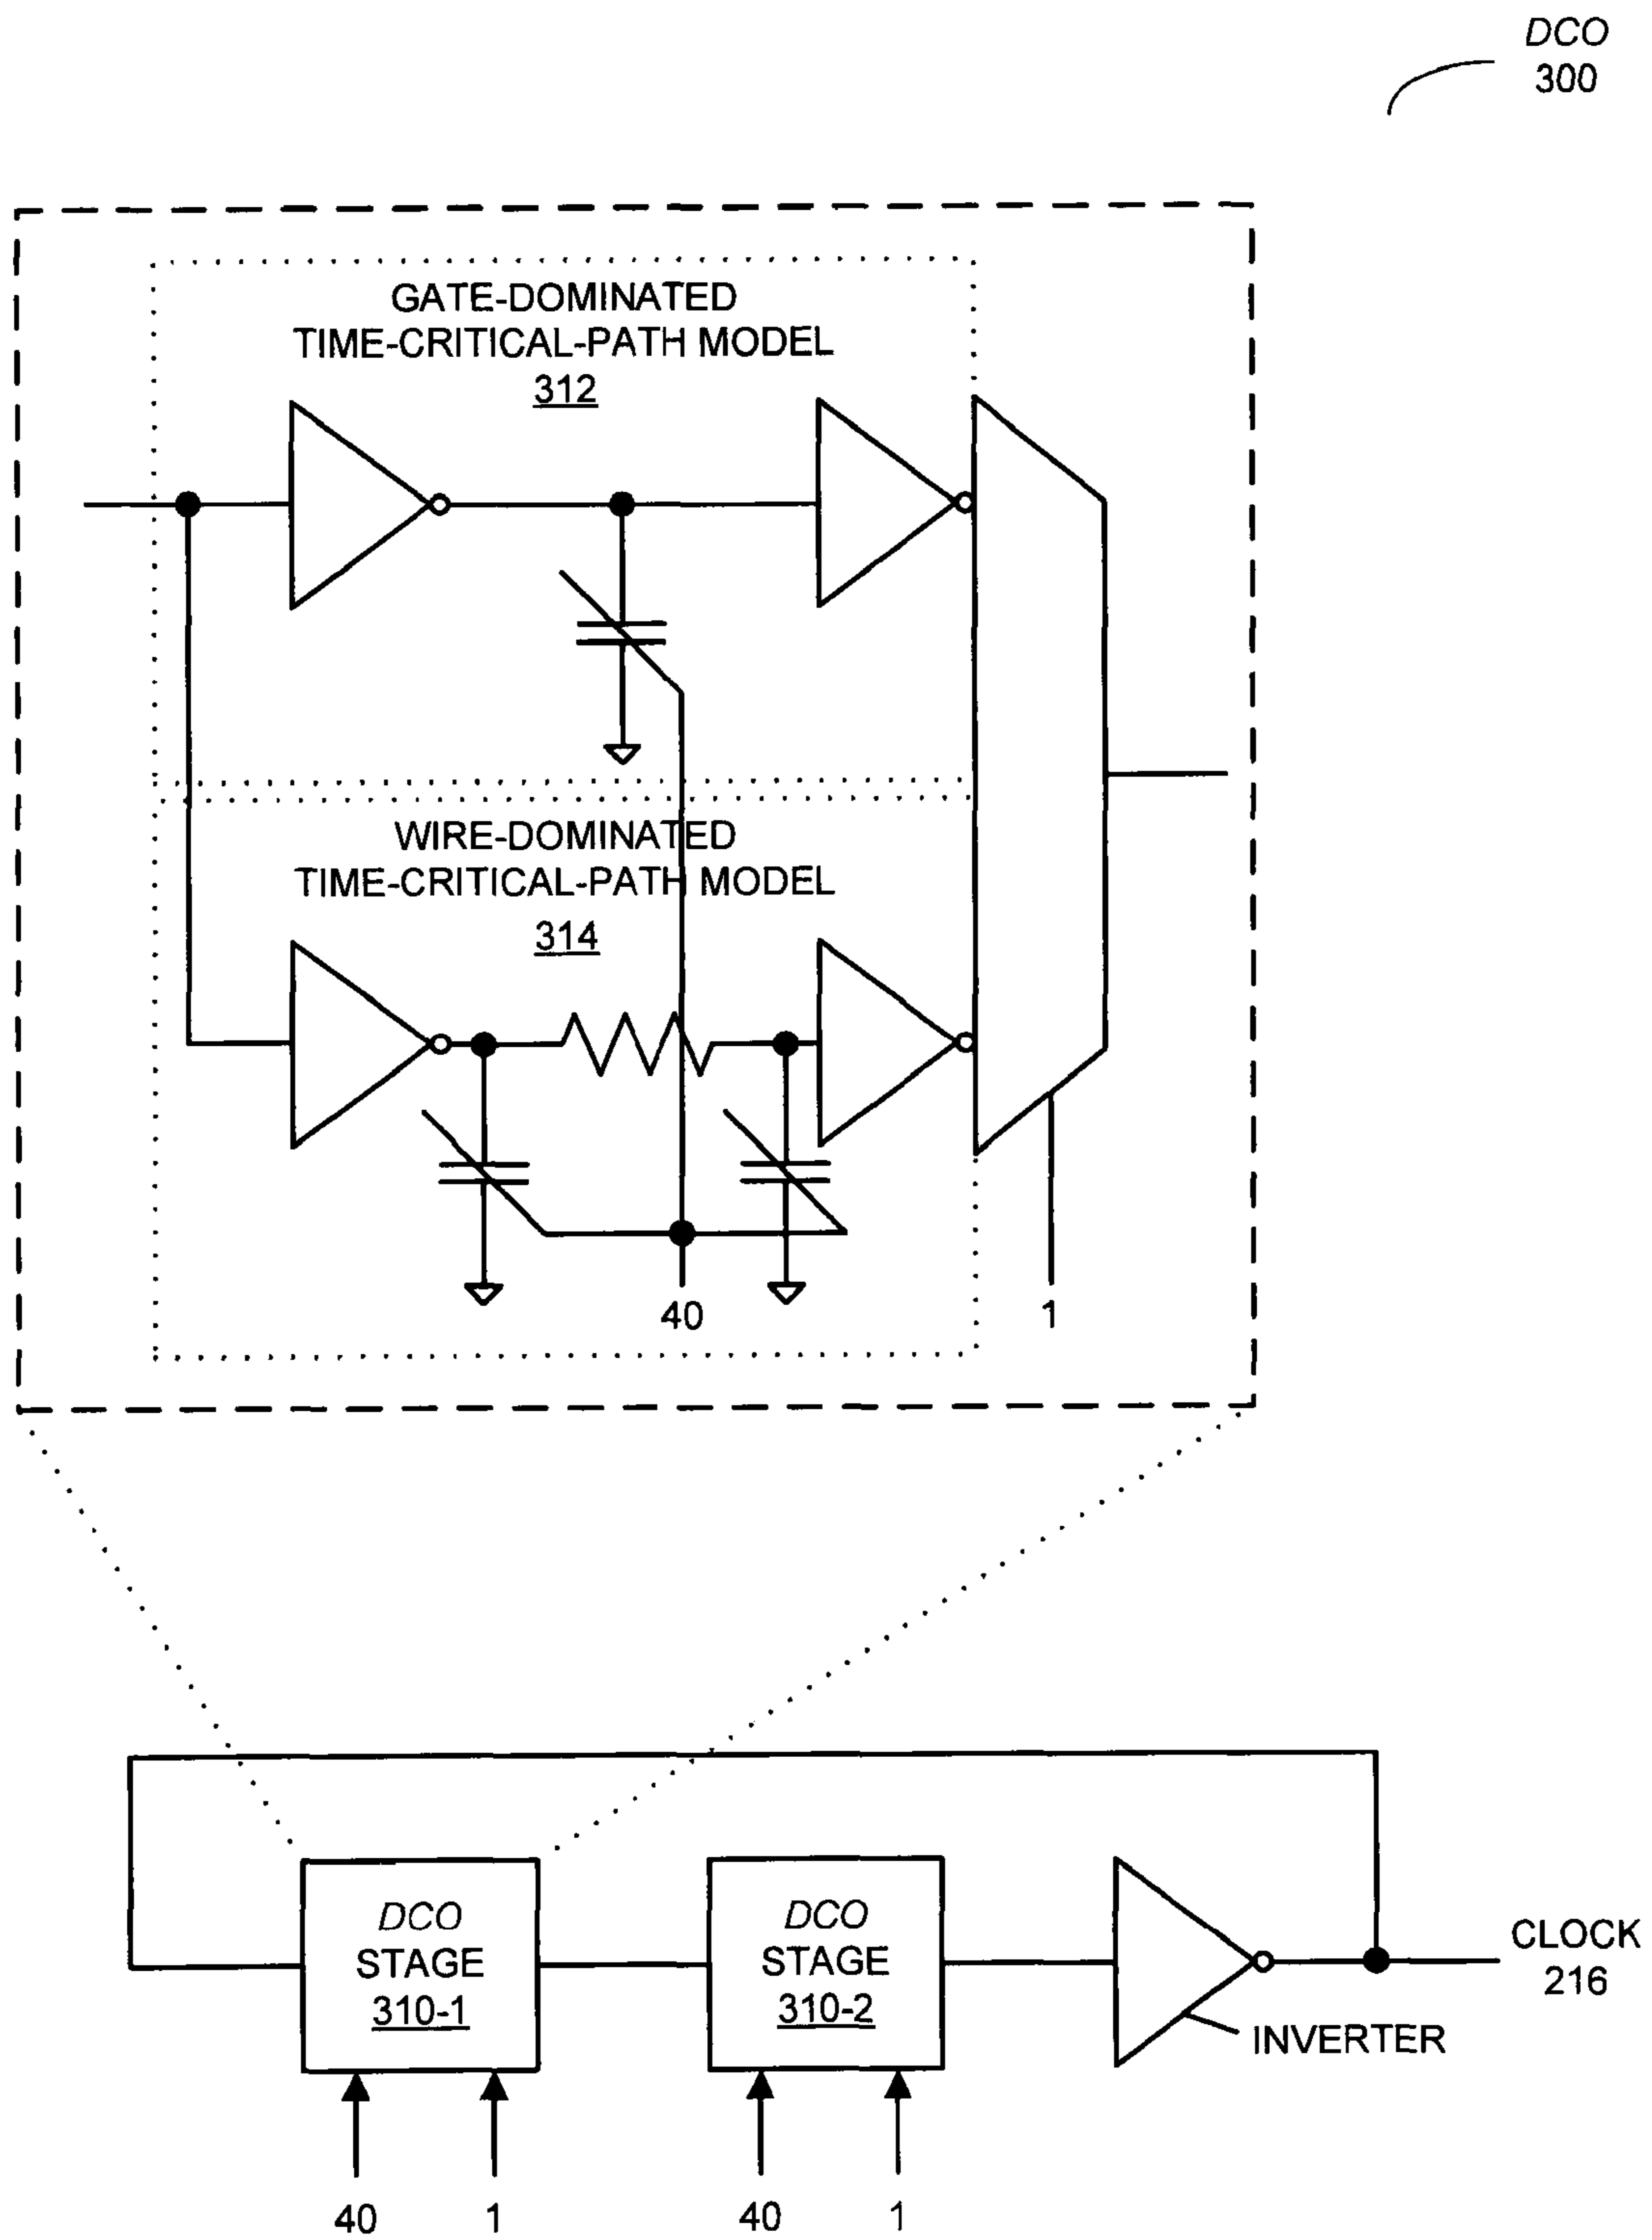 DCO
300
GATE-DOMINATED
TIME-CRITICAL-PATH MODEL
312
WIRE-DOMINATED
TIME-CRITICAL-PATH MODEL
314
40
1
DCO
STAGE
310-1
DCO
STAGE
310-2
CLOCK
216
INVERTER
40
1
40
1